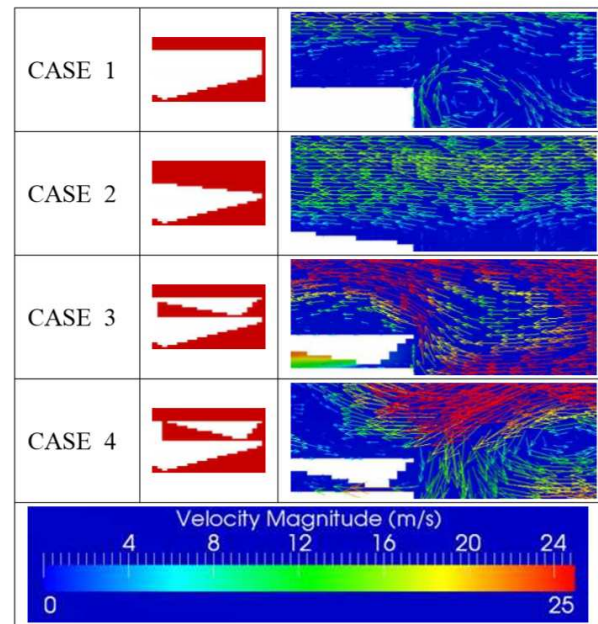 CASE 1
CASE 2
CASE 3
CASE 4
Velocity Magnitude (m/s)
4 8 12 16 20 24
0 25